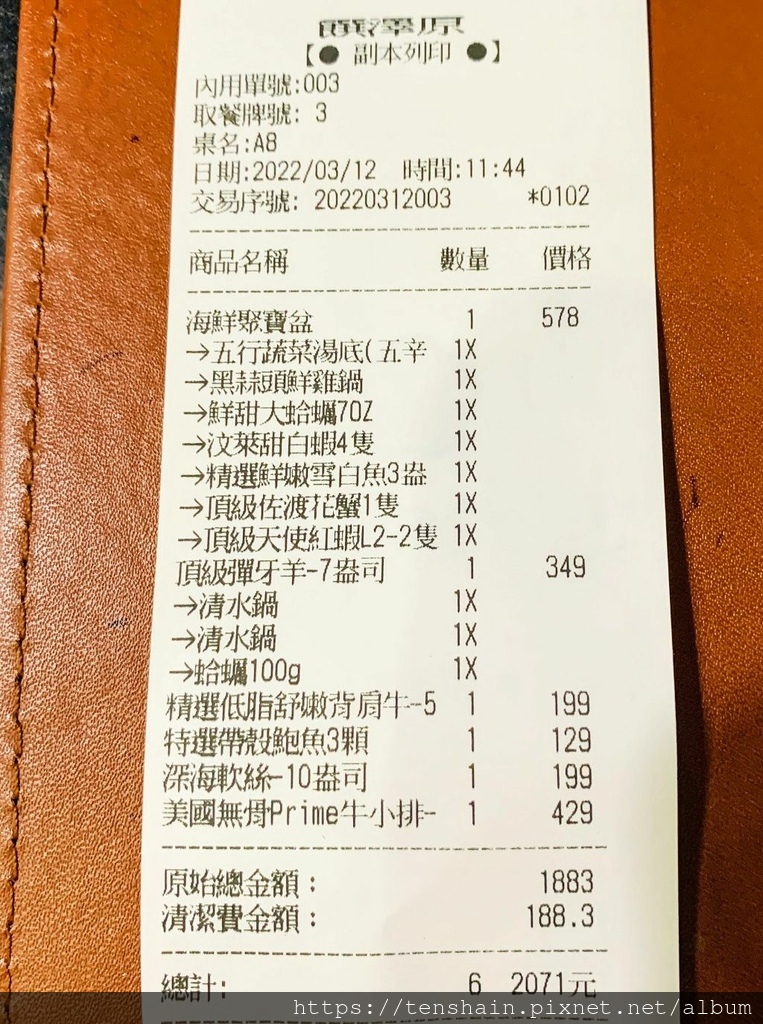 饌澤原
【● 副本列印 ●】
內用單號:003
取餐牌號: 3
桌名:A8
日期:2022/03/12 時間:11:44
交易序號: 20220312003 *0102
商品名稱 數量 價格
海鮮聚寶盆 1 578
→五行蔬菜湯底(五辛 1X
→黑蒜頭鮮雞鍋 1X
→鮮甜大蛤蠣7OZ 1X
→汶萊甜白蝦4隻 1X
→精選鮮嫩雪白魚3盎 1X
→頂級佐渡花蟹1隻 1X
→頂級天使紅蝦L2-2隻 1X
頂級彈牙羊-7盎司 1 349
→清水鍋 1X
→清水鍋 1X
→蛤蠣100g 1X
精選低脂舒嫩背肩牛-5 1 199
特選帶殼鮑魚3顆 1 129
深海軟絲-10盎司 1 199
美國無骨Prime牛小排- 1 429
原始總金額: 1883
清潔費金額: 188.3
總計: 6 2071元
https://tenshain.pixnet.net/album